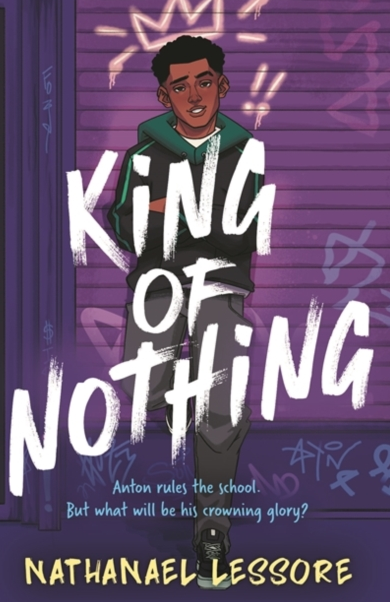 !!
KiNG
OF
NOTHiNG
Anton rules the school.
But what will be his crowning glory?
NATHANAEL LESSORE